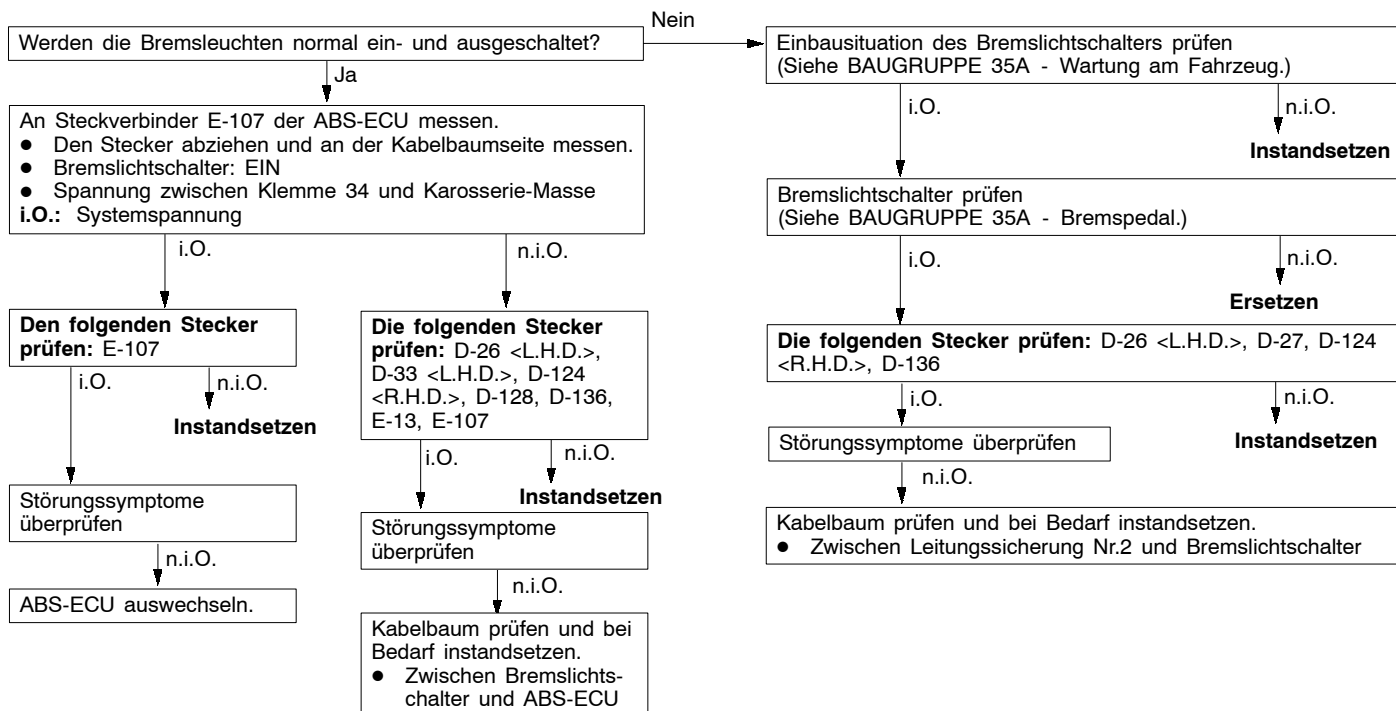 Werden die Bremsleuchten normal ein- und ausgeschaltet?
Nein
Ja
An Steckverbinder E-107 der ABS-ECU messen.
● Den Stecker abziehen und an der Kabelbaumseite messen.
● Bremslichtschalter: EIN
● Spannung zwischen Klemme 34 und Karosserie-Masse
i.O.: Systemspannung
i.O.
n.i.O.
Den folgenden Stecker
prüfen: E-107
i.O.
n.i.O.
Instandsetzen
Störungssymptome
überprüfen
n.i.O.
ABS-ECU auswechseln.
Die folgenden Stecker
prüfen: D-26 <L.H.D.>,
D-33 <L.H.D.>, D-124
<R.H.D.>, D-128, D-136,
E-13, E-107
i.O.
n.i.O.
Instandsetzen
Störungssymptome
überprüfen
n.i.O.
Kabelbaum prüfen und bei
Bedarf instandsetzen.
● Zwischen Bremslichts-
chalter und ABS-ECU
Einbausituation des Bremslichtschalters prüfen
(Siehe BAUGRUPPE 35A - Wartung am Fahrzeug.)
i.O.
n.i.O.
Instandsetzen
Bremslichtschalter prüfen
(Siehe BAUGRUPPE 35A - Bremspedal.)
i.O.
n.i.O.
Ersetzen
Die folgenden Stecker prüfen: D-26 <L.H.D.>, D-27, D-124
<R.H.D.>, D-136
i.O.
n.i.O.
Instandsetzen
Störungssymptome überprüfen
n.i.O.
Kabelbaum prüfen und bei Bedarf instandsetzen.
● Zwischen Leitungssicherung Nr.2 und Bremslichtschalter